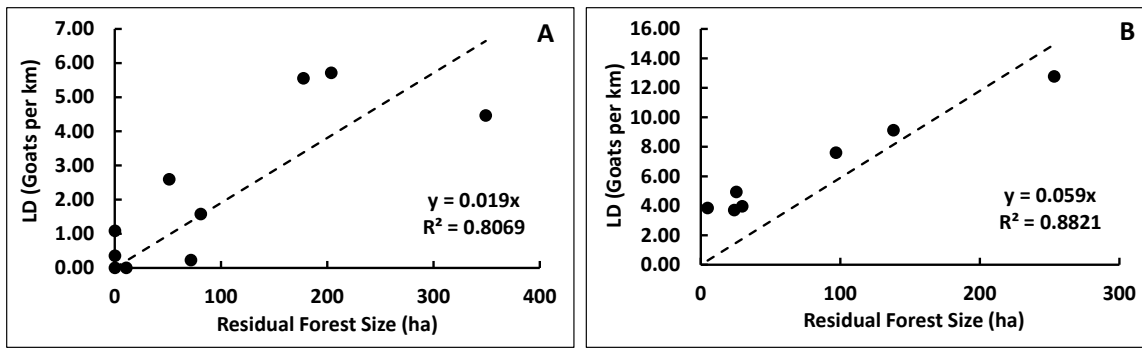 A
7.00
6.00
5.00
4.00
3.00
2.00
1.00
0.00
LD (Goats per km)
y = 0.019x
R² = 0.8069
0 100 200 300 400
Residual Forest Size (ha)
B
16.00
14.00
12.00
10.00
8.00
6.00
4.00
2.00
0.00
LD (Goats per km)
y = 0.059x
R² = 0.8821
0 100 200 300
Residual Forest Size (ha)